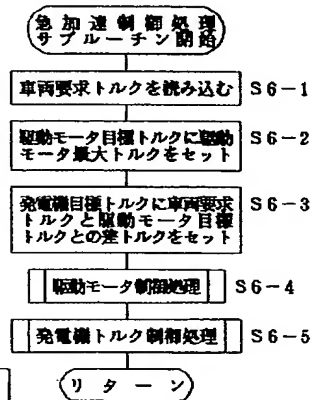 急加速制御処理
サブルーチン開始
車両要求トルクを読み込む S6-1
駆動モータ目標トルクに駆動
モータ最大トルクをセット S6-2
発電機目標トルクに車両要求
トルクと駆動モータ目標
トルクとの差トルクをセット S6-3
駆動モータ制御処理 S6-4
発電機トルク制御処理 S6-5
リターン